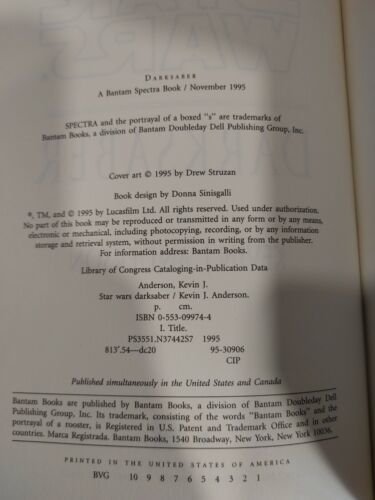 DARKSABER
A Bantam Spectra Book / November 1995
SPECTRA and the portrayal of a boxed "s" are trademarks of
Bantam Books, a division of Bantam Doubleday Dell Publishing Group, Inc.
Cover art © 1995 by Drew Struzan
Book design by Donna Sinisgalli
®, TM, and © 1995 by Lucasfilm Ltd. All rights reserved. Used under authorization.
No part of this book may be reproduced or transmitted in any form or by any means,
electronic or mechanical, including photocopying, recording, or by any information
storage and retrieval system, without permission in writing from the publisher.
For information address: Bantam Books.
Library of Congress Cataloging-in-Publication Data
Anderson, Kevin J.
Star wars darksaber / Kevin J. Anderson.
p. cm.
ISBN 0-553-09974-4
I. Title.
PS3551.N37442S7 1995
813'.54—dc20 95-30906
CIP
Published simultaneously in the United States and Canada
Bantam Books are published by Bantam Books, a division of Bantam Doubleday Dell
Publishing Group, Inc. Its trademark, consisting of the words "Bantam Books" and the
portrayal of a rooster, is Registered in U.S. Patent and Trademark Office and in other
countries. Marca Registrada. Bantam Books, 1540 Broadway, New York, New York 10036.
PRINTED IN THE UNITED STATES OF AMERICA
BVG 10 9 8 7 6 5 4 3 2 1